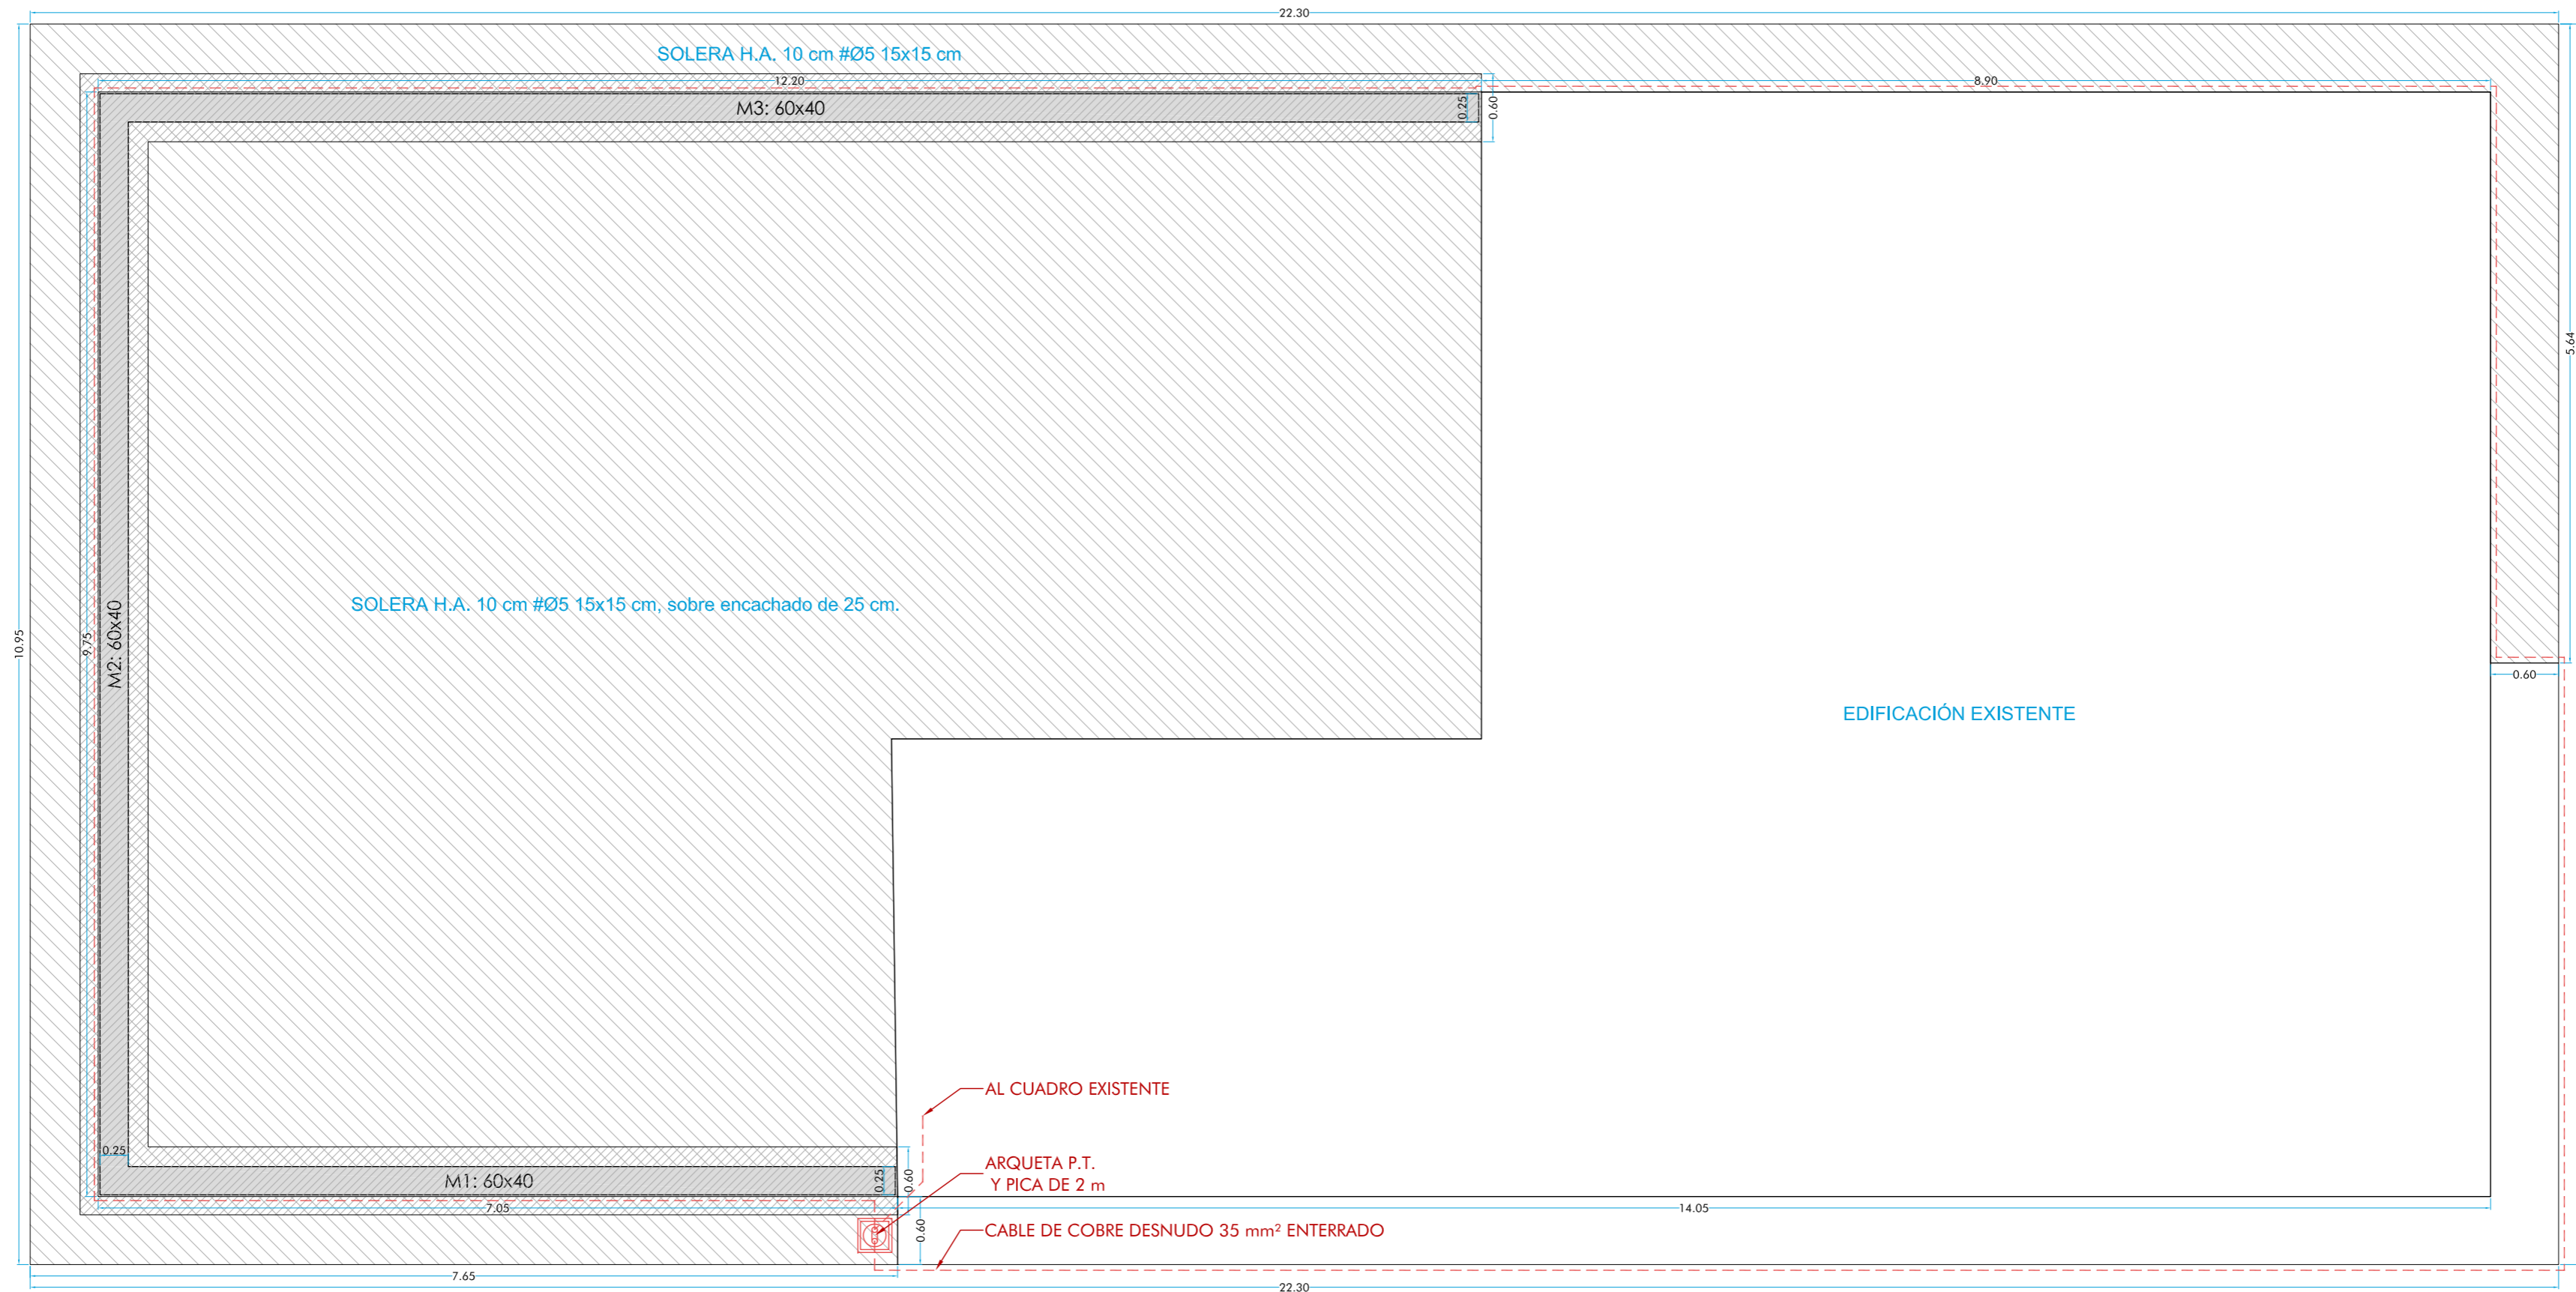 22.30
SOLERA H.A. 10 cm #Ø5 15x15 cm
12.20
8.90
M3: 60x40
0.25
0.60
5.64
SOLERA H.A. 10 cm #Ø5 15x15 cm, sobre encachado de 25 cm.
10.95
9.75
M2: 60x40
0.60
EDIFICACIÓN EXISTENTE
AL CUADRO EXISTENTE
0.25
ARQUETA P.T.
Y PICA DE 2 m
M1: 60x40
0.25
0.60
7.05
14.05
0.60
CABLE DE COBRE DESNUDO 35 mm² ENTERRADO
7.65
22.30